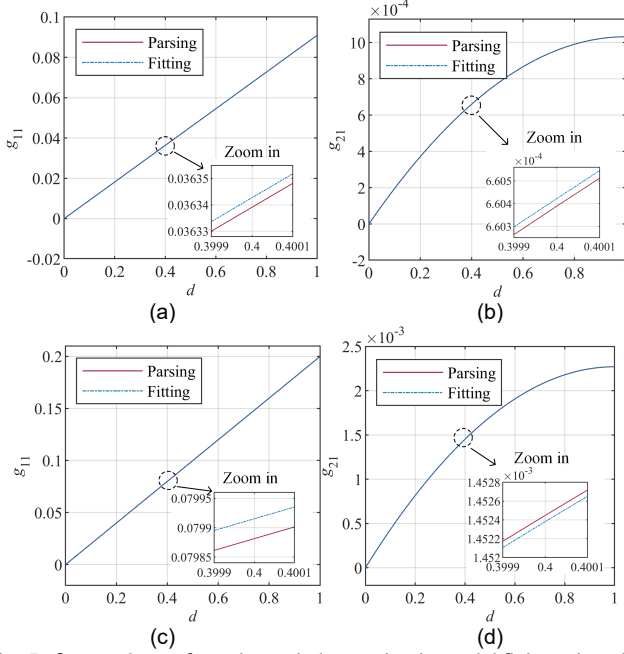 0.1
0.08
0.06
0.04
0.02
0
-0.02
g11
Parsing
Fitting
Zoom in
0.03635
0.03634
0.03633
0.3999 0.4 0.4001
0 0.2 0.4 0.6 0.8 1
d
(a)
×10⁻⁴
10
8
6
4
2
0
-2
g21
Parsing
Fitting
Zoom in
×10⁻⁴
6.605
6.604
6.603
0.3999 0.4 0.4001
0 0.2 0.4 0.6 0.8 1
d
(b)
0.2
0.15
0.1
0.05
0
g11
Parsing
Fitting
Zoom in
0.07995
0.0799
0.07985
0.3999 0.4 0.4001
0 0.2 0.4 0.6 0.8 1
d
(c)
×10⁻³
2.5
2
1.5
1
0.5
0
g21
Parsing
Fitting
Zoom in
×10⁻³
1.4528
1.4526
1.4524
1.4522
1.452
0.3999 0.4 0.4001
0 0.2 0.4 0.6 0.8 1
d
(d)